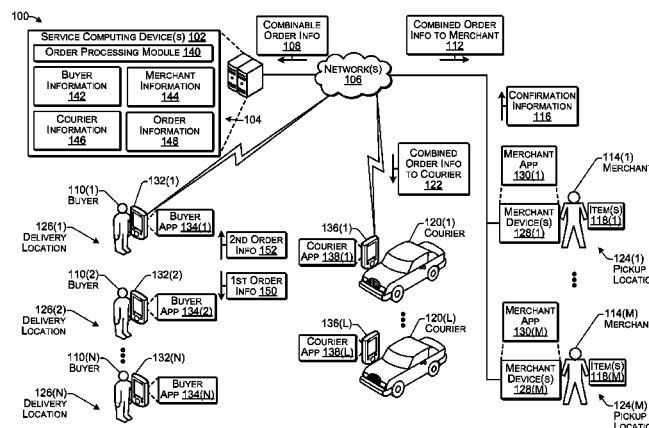 100
SERVICE COMPUTING DEVICE(S) 102
ORDER PROCESSING MODULE 140
BUYER INFORMATION 142
MERCHANT INFORMATION 144
COURIER INFORMATION 146
ORDER INFORMATION 148
104
COMBINABLE ORDER INFO 108
NETWORK(S) 106
COMBINED ORDER INFO TO MERCHANT 112
CONFIRMATION INFORMATION 116
COMBINED ORDER INFO TO COURIER 122
110(1) BUYER
132(1)
BUYER APP 134(1)
126(1) DELIVERY LOCATION
2ND ORDER INFO 152
1ST ORDER INFO 150
110(2) BUYER
132(2)
BUYER APP 134(2)
126(2) DELIVERY LOCATION
110(N) BUYER
132(N)
BUYER APP 134(N)
126(N) DELIVERY LOCATION
136(1)
COURIER APP 138(1)
120(1) COURIER
136(L)
COURIER APP 138(L)
120(L) COURIER
MERCHANT APP 130(1)
MERCHANT DEVICE(S) 128(1)
114(1) MERCHANT
ITEM(S) 118(1)
124(1) PICKUP LOCATION
MERCHANT APP 130(M)
MERCHANT DEVICE(S) 128(M)
114(M) MERCHANT
ITEM(S) 118(M)
124(M) PICKUP LOCATION